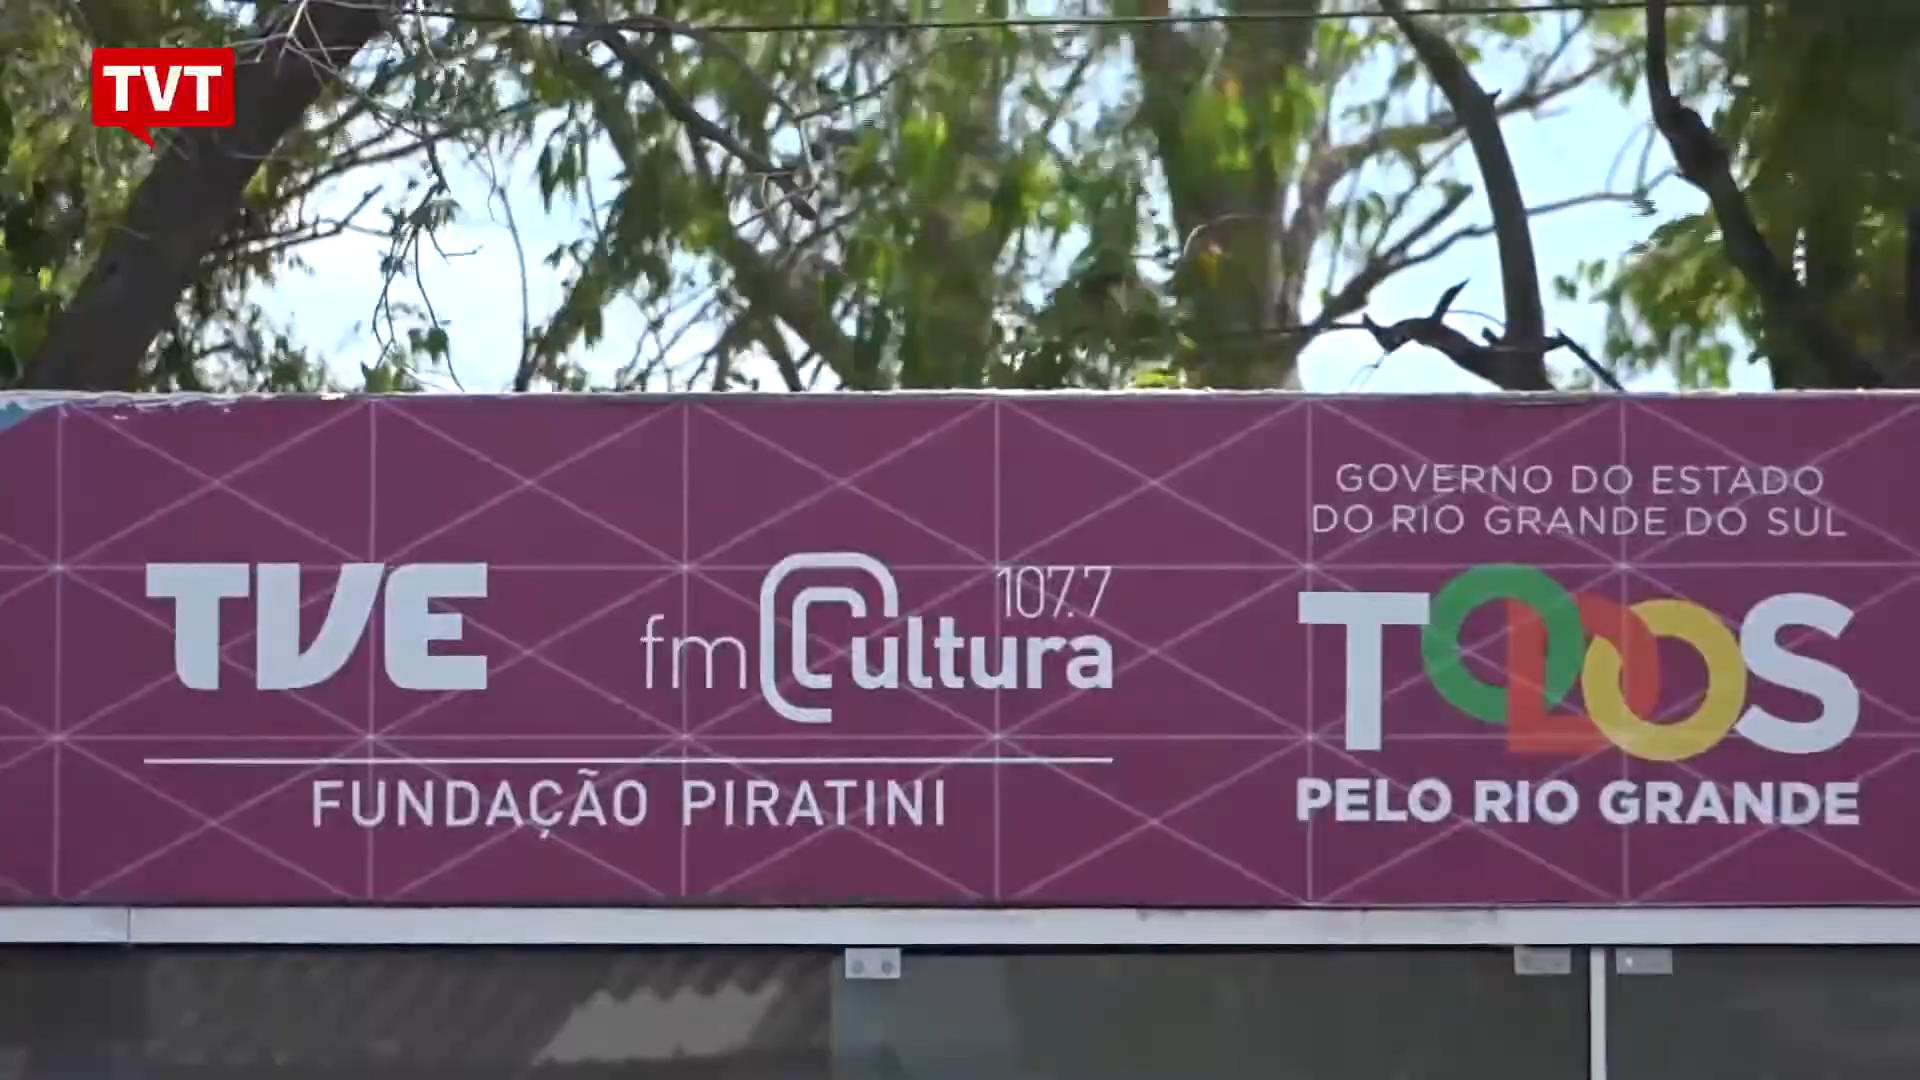 TVT
TVE
fm Cultura 107.7
FUNDAÇÃO PIRATINI
GOVERNO DO ESTADO
DO RIO GRANDE DO SUL
TODOS
PELO RIO GRANDE